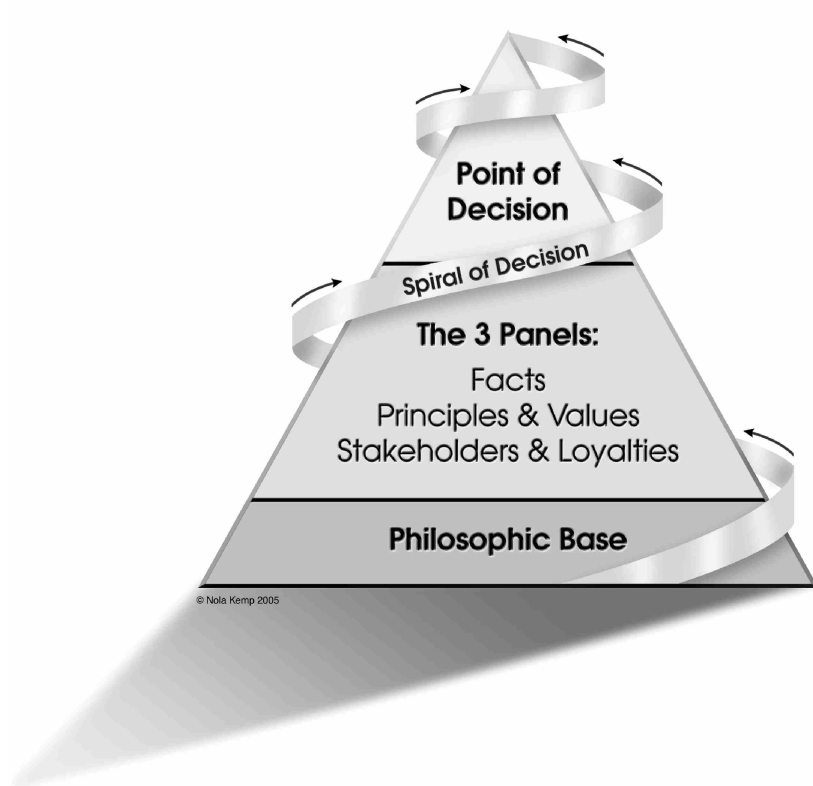 Point of
Decision
Spiral of Decision
The 3 Panels:
Facts
Principles & Values
Stakeholders & Loyalties
Philosophic Base
© Nola Kemp 2005